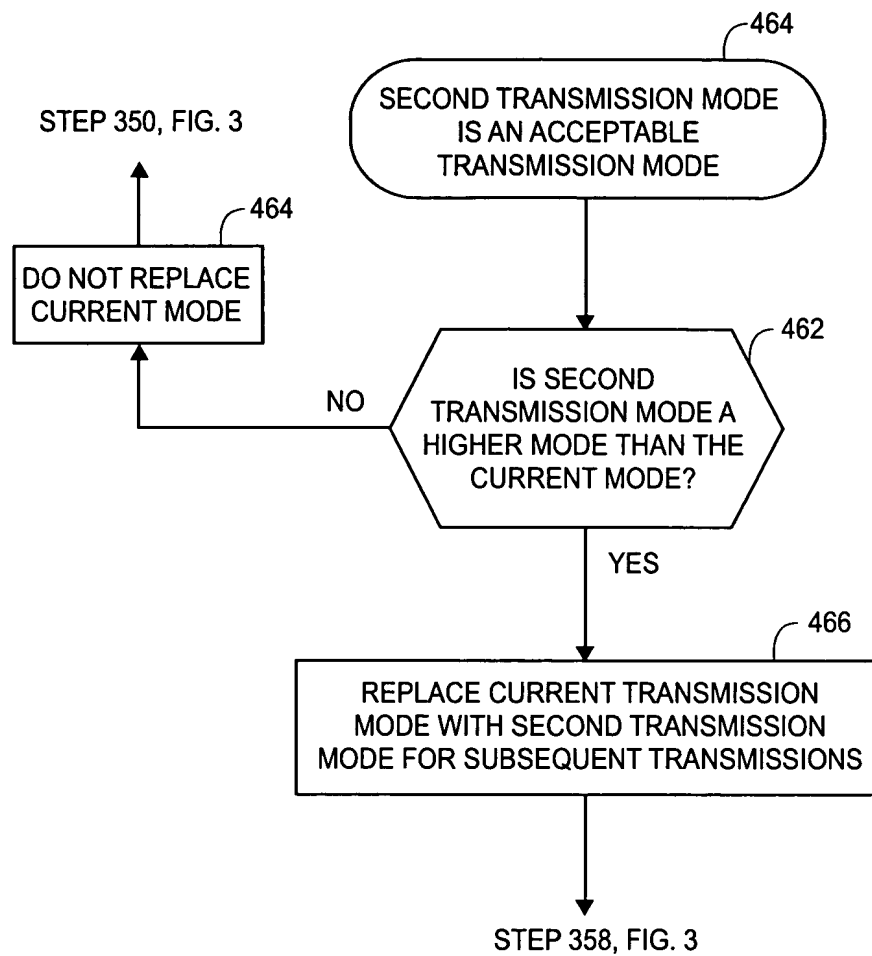 464
SECOND TRANSMISSION MODE
IS AN ACCEPTABLE
TRANSMISSION MODE
STEP 350, FIG. 3
464
DO NOT REPLACE
CURRENT MODE
462
IS SECOND
TRANSMISSION MODE A
HIGHER MODE THAN THE
CURRENT MODE?
NO
YES
466
REPLACE CURRENT TRANSMISSION
MODE WITH SECOND TRANSMISSION
MODE FOR SUBSEQUENT TRANSMISSIONS
STEP 358, FIG. 3